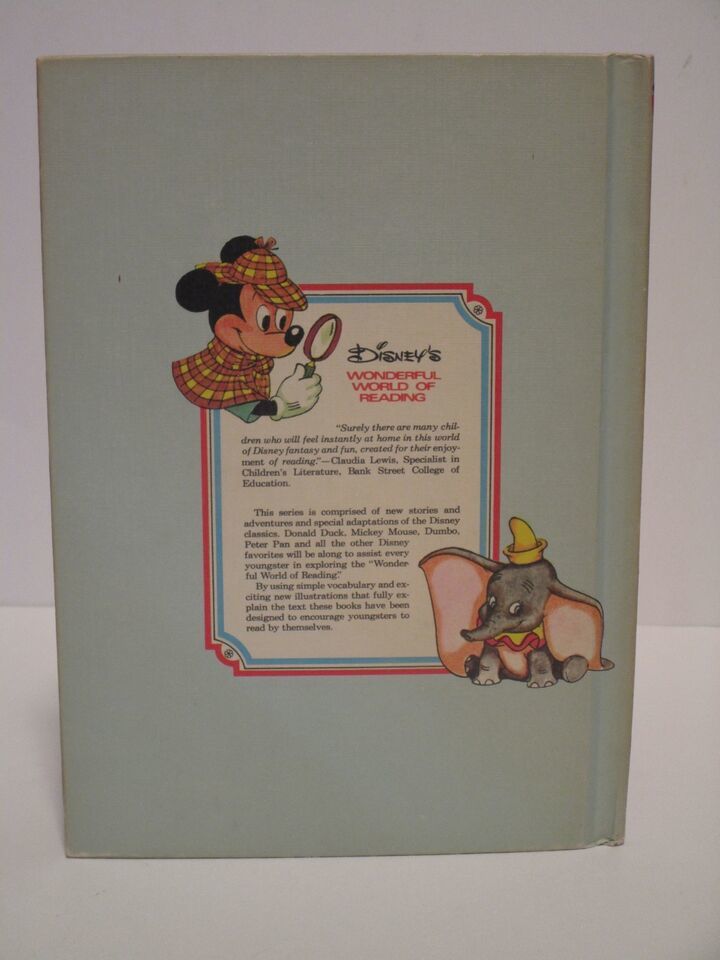 DISNEY'S
WONDERFUL
WORLD OF
READING
"Surely there are many chil-
dren who will feel instantly at home in this world
of Disney fantasy and fun, created for their enjoy-
ment of reading."—Claudia Lewis, Specialist in
Children's Literature, Bank Street College of
Education.
This series is comprised of new stories and
adventures and special adaptations of the Disney
classics. Donald Duck, Mickey Mouse, Dumbo,
Peter Pan and all the other Disney
favorites will be along to assist every
youngster in exploring the "Wonder
ful World of Reading."
By using simple vocabulary and ex-
citing new illustrations that fully ex-
plain the text these books have been
designed to encourage youngsters to
read by themselves.